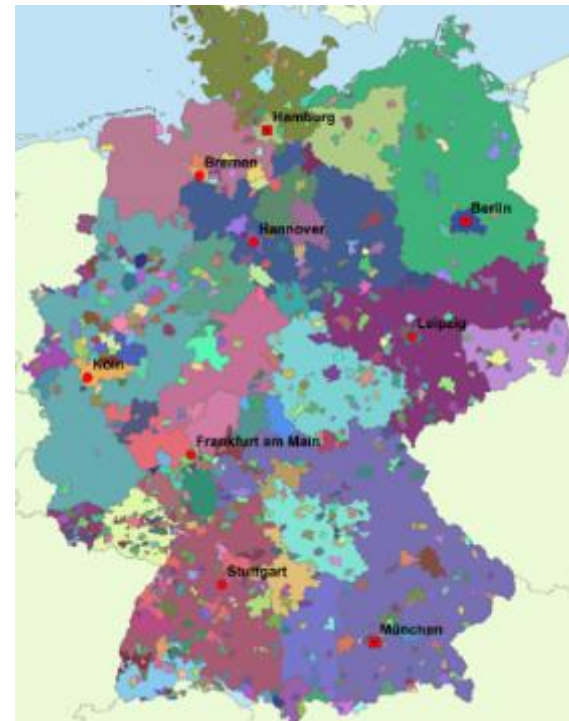 Hamburg
Bremen
Berlin
Hannover
Leipzig
Köln
Frankfurt am Main
Stuttgart
München